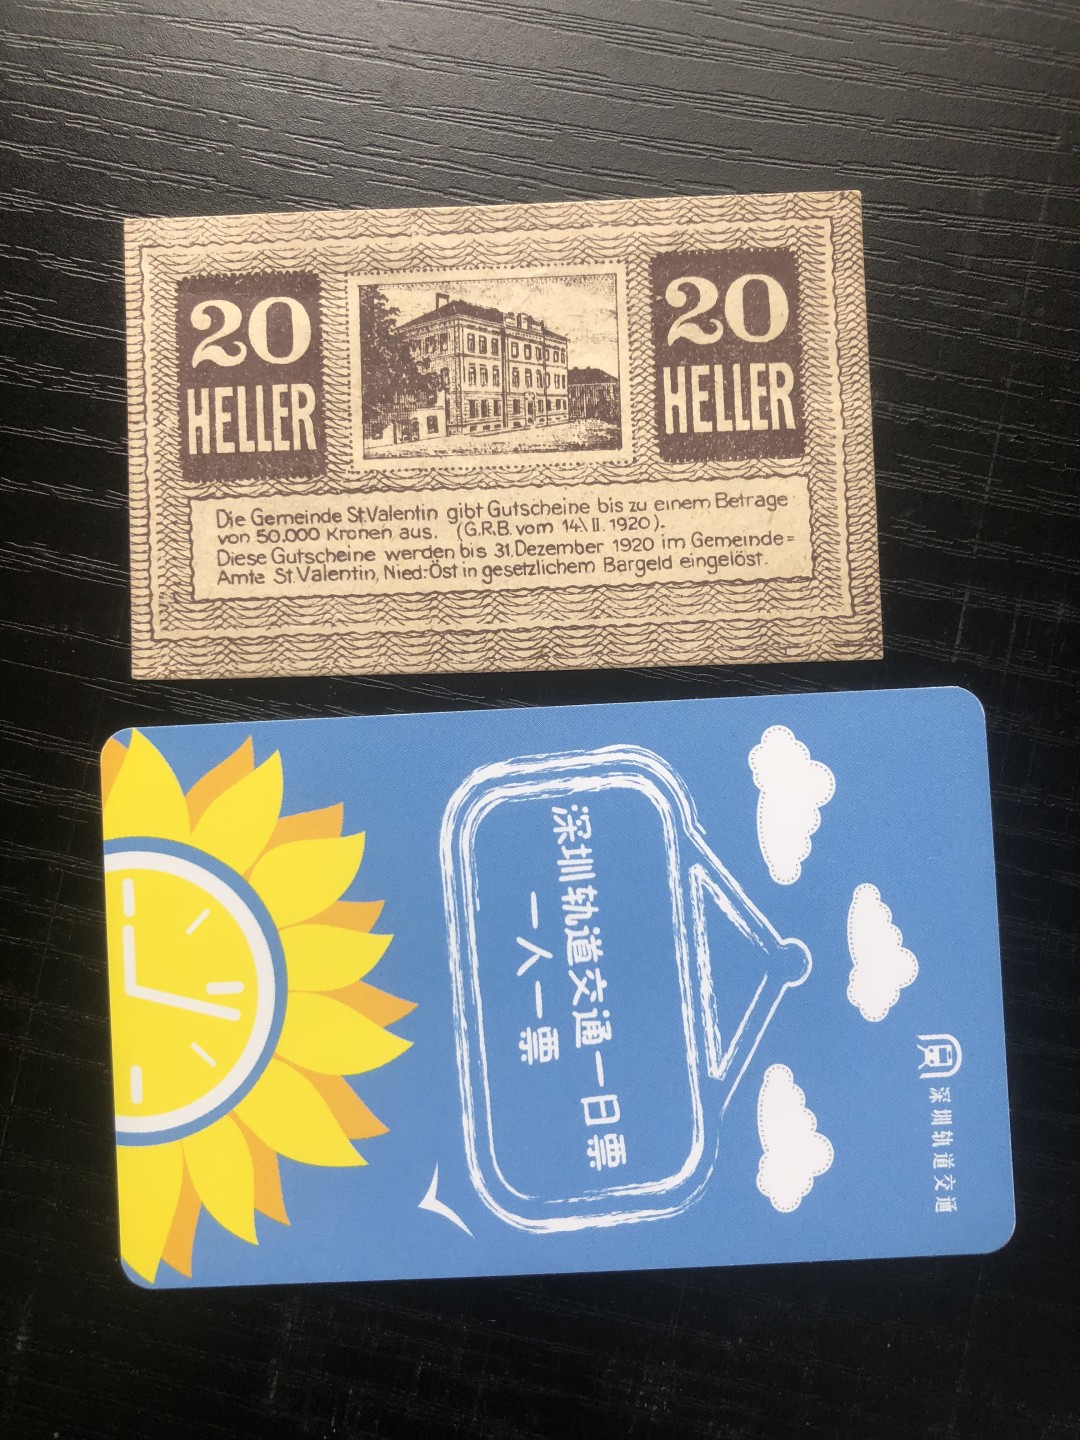 20
HELLER
20
HELLER
Die Gemeinde St.Valentin gibt Gutscheine bis zu einem Betrage
von 50.000 Kronen aus. (G.R.B. vom 14\II.1920).
Diese Gutscheine werden bis 31.Dezember 1920 im Gemeinde=
Amte St.Valentin, Nied:Öst in gesetzlichem Bargeld eingelöst.
深圳轨道交通
深圳轨道交通一日票
一人一票